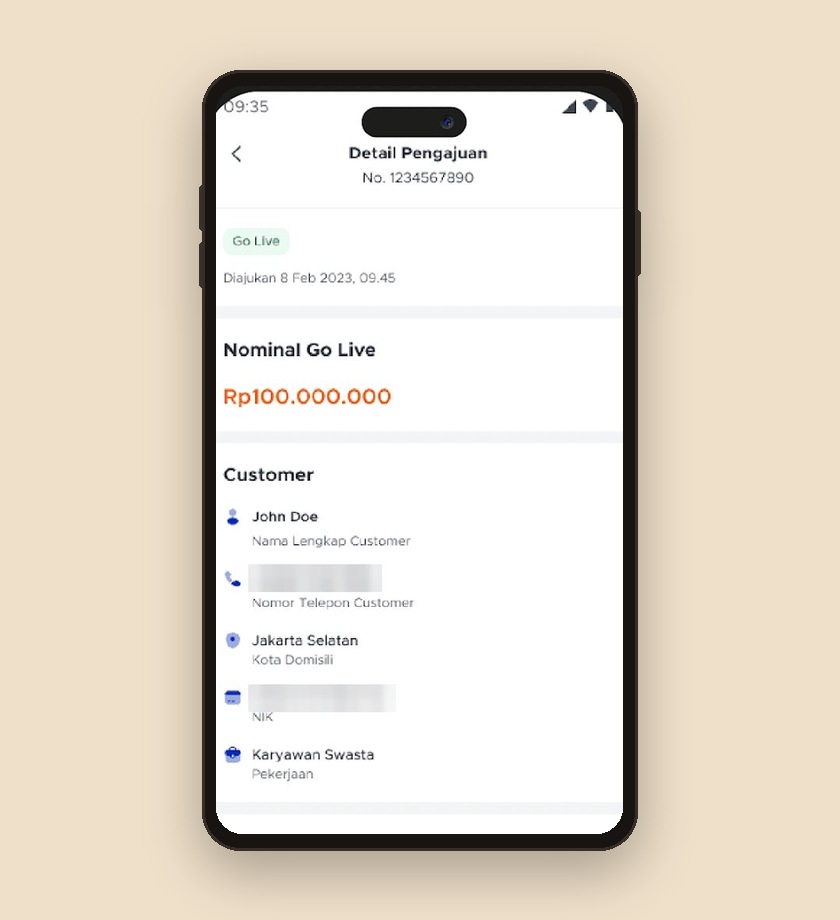 09:35
Detail Pengajuan
No. 1234567890
Go Live
Diajukan 8 Feb 2023, 09.45
Nominal Go Live
Rp100.000.000
Customer
John Doe
Nama Lengkap Customer
Nomor Telepon Customer
Jakarta Selatan
Kota Domisili
NIK
Karyawan Swasta
Pekerjaan